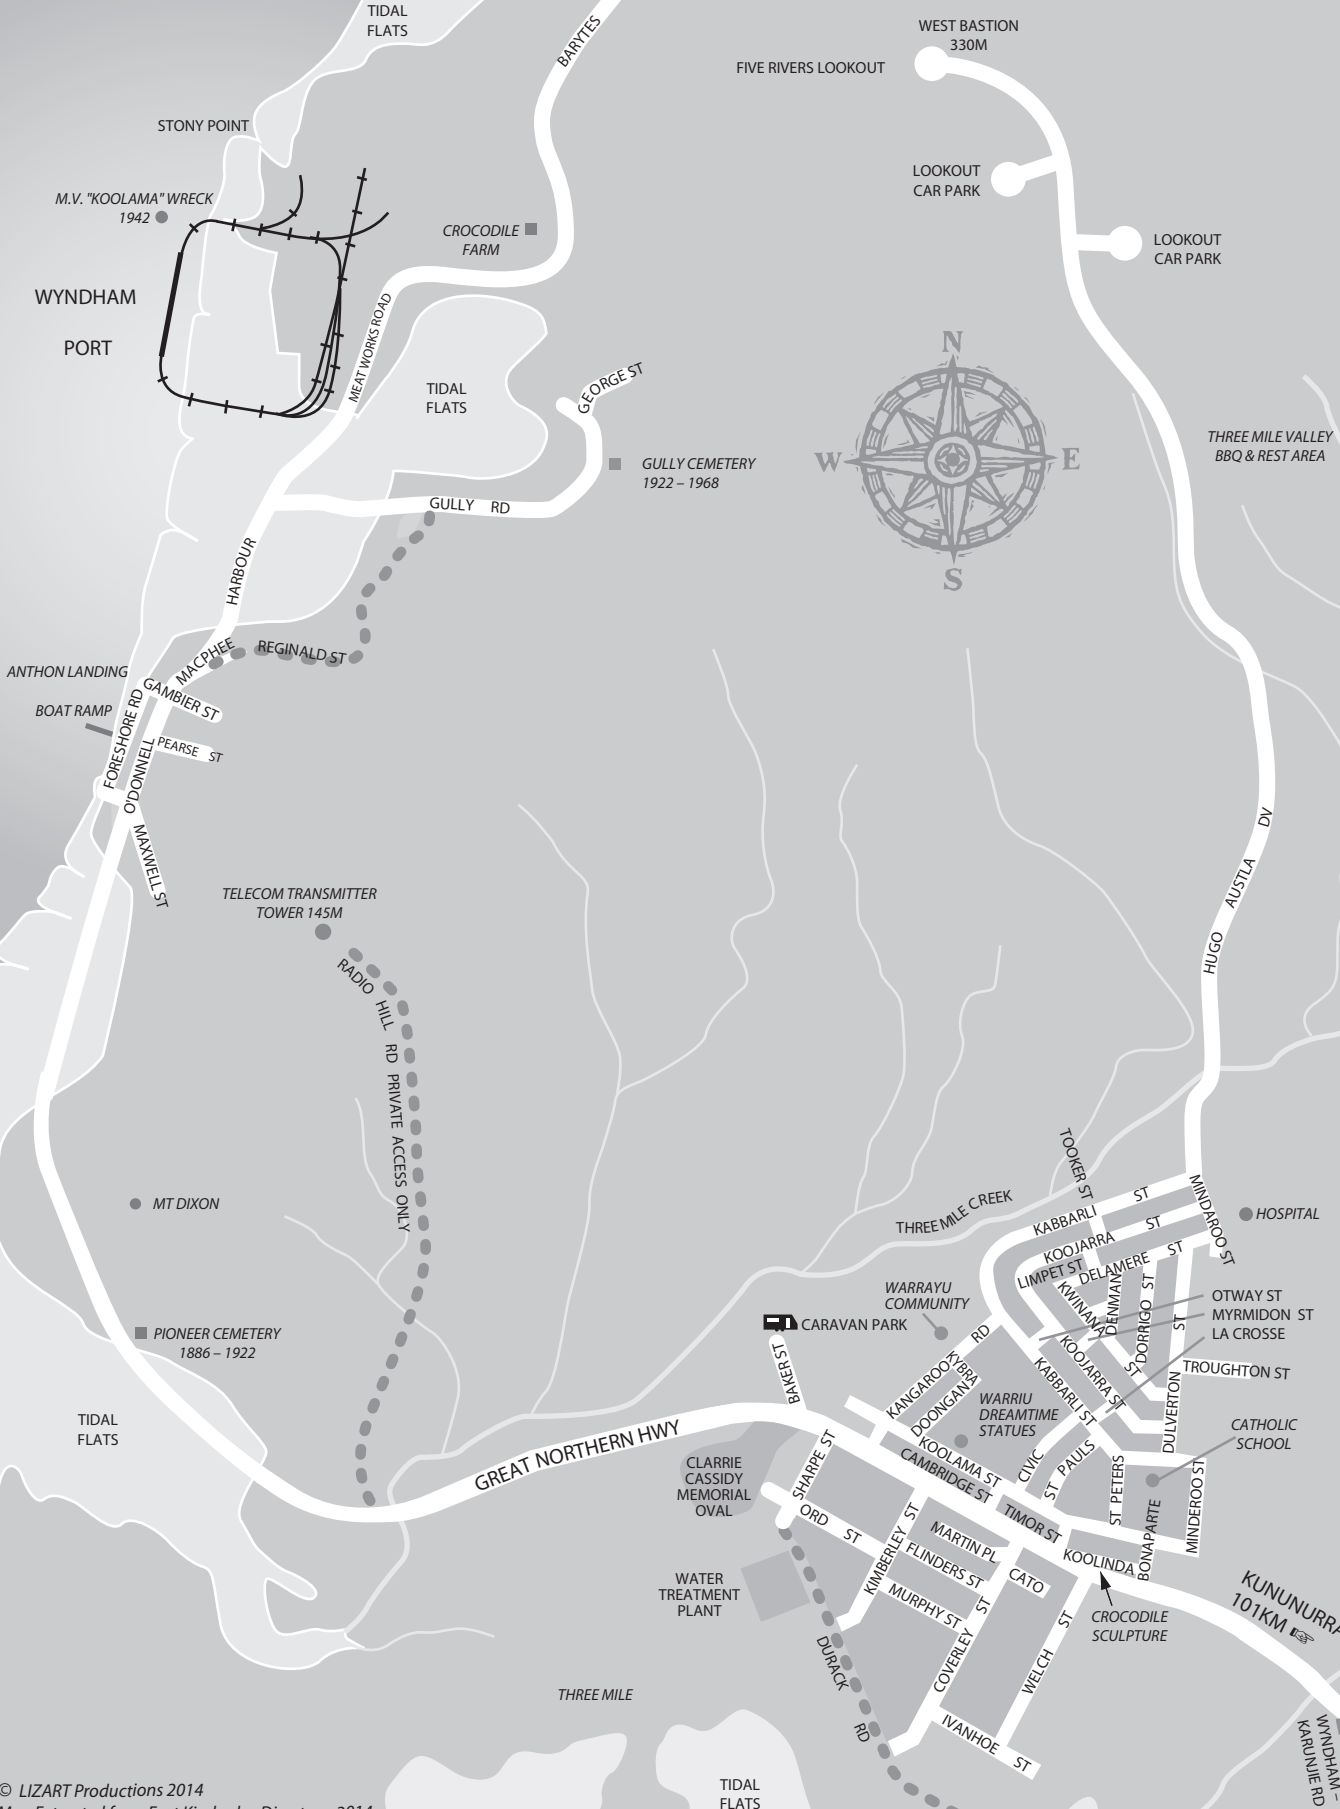 TIDAL
FLATS
BARYTES
WEST BASTION
330M
FIVE RIVERS LOOKOUT
STONY POINT
M.V. "KOOLAMA" WRECK
1942
CROCODILE
FARM
LOOKOUT
CAR PARK
LOOKOUT
CAR PARK
WYNDHAM
PORT
MEAT WORKS ROAD
TIDAL
FLATS
GEORGE ST
N
W
E
S
THREE MILE VALLEY
BBQ & REST AREA
GULLY CEMETERY
1922 – 1968
GULLY RD
HARBOUR
MACPHEE
REGINALD ST
ANTHON LANDING
GAMBIER ST
BOAT RAMP
FORESHORE RD
O'DONNELL
PEARSE ST
MAXWELL ST
HUGO AUSTLA DV
TELECOM TRANSMITTER
TOWER 145M
RADIO HILL RD PRIVATE ACCESS ONLY
MT DIXON
PIONEER CEMETERY
1886 – 1922
TIDAL
FLATS
GREAT NORTHERN HWY
THREE MILE CREEK
TOOKER ST
KABBARLI ST
MINDAROO ST
HOSPITAL
KOOJARRA ST
LIMPET ST
DELAMERE ST
KWINANA ST
DENMAN
DORRIGO ST
OTWAY ST
MYRMIDON ST
LA CROSSE
WARRAYU
COMMUNITY
CARAVAN PARK
BAKER ST
KANGAROO RD
KYBRA
DOONGAN
WARRIU
DREAMTIME
STATUES
KABBARLI ST
KOOJARRA ST
TROUGHTON ST
DULVERTON ST
CATHOLIC
SCHOOL
CLARRIE
CASSIDY
MEMORIAL
OVAL
SHARPE ST
KOOLAMA ST
CAMBRIDGE ST
CIVIC
ST PAULS
ST PETERS
MINDEROO ST
BONAPARTE
ORD ST
TIMOR ST
KOOLINDA
KIMBERLEY ST
MARTIN PL
FLINDERS ST
CATO
MURPHY ST
WATER
TREATMENT
PLANT
CROCODILE
SCULPTURE
KUNUNURRA
101KM
DURACK RD
COVERLEY ST
WELCH ST
IVANHOE ST
THREE MILE
TIDAL
FLATS
WYNDHAM –
KARUNJIE RD
© LIZART Productions 2014